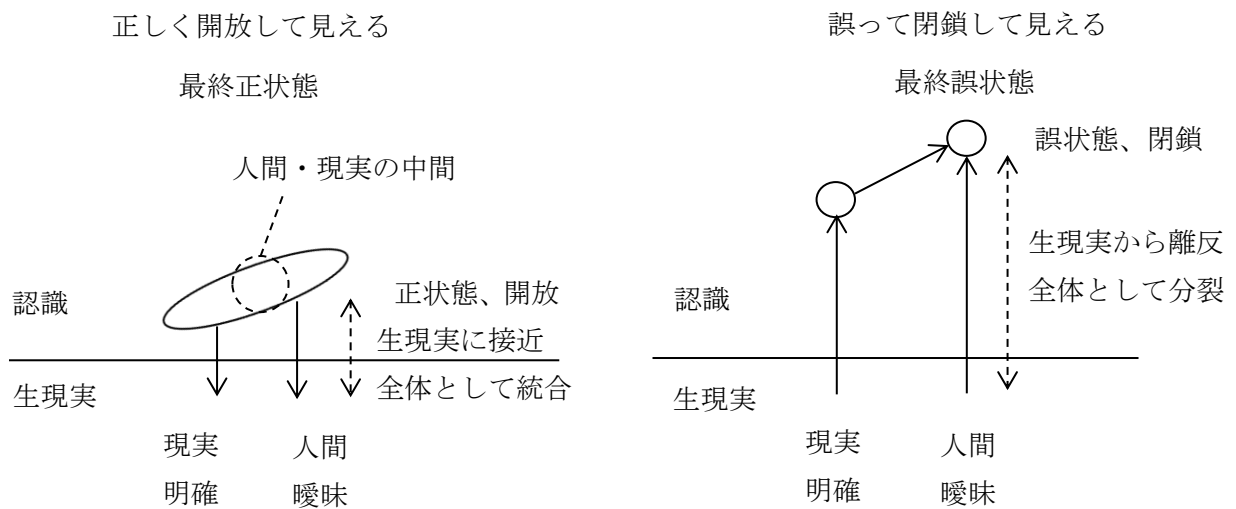 正しく開放して見える
最終正状態
人間・現実の中間
認識
正状態、開放
生現実に接近
生現実
全体として統合
現実
人間
明確
曖昧
誤って閉鎖して見える
最終誤状態
誤状態、閉鎖
生現実から離反
認識
全体として分裂
生現実
現実
人間
明確
曖昧